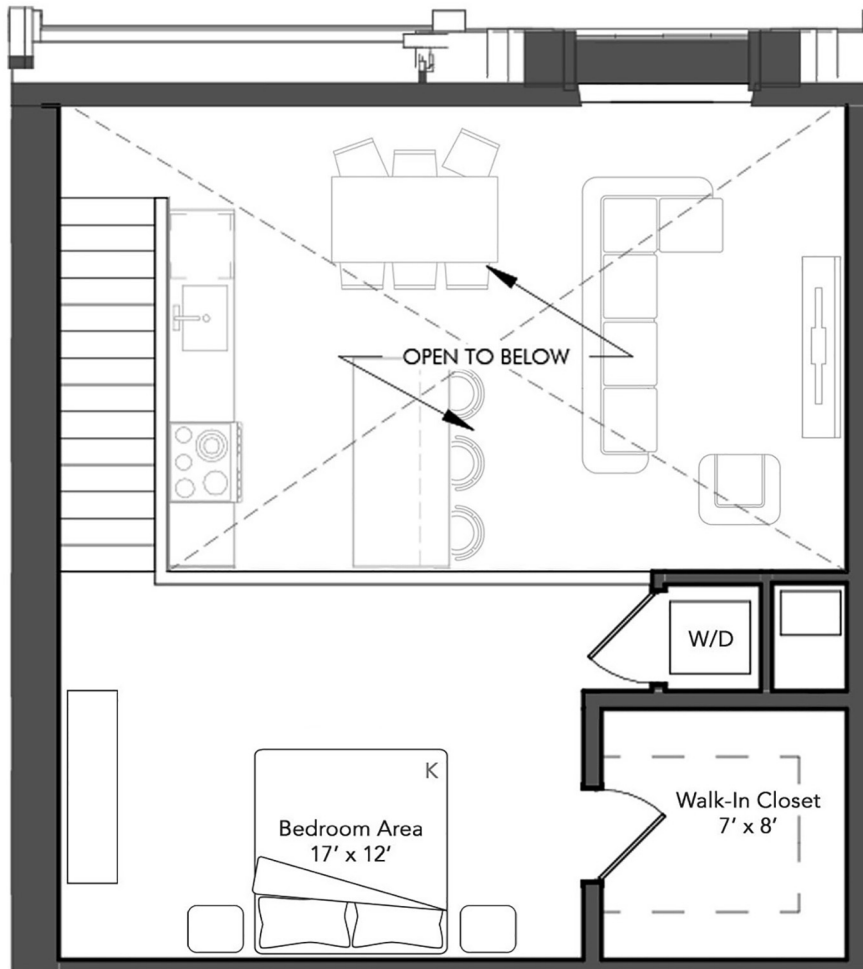 OPEN TO BELOW
W/D
K
Bedroom Area
17’ x 12’
Walk-In Closet
7’ x 8’